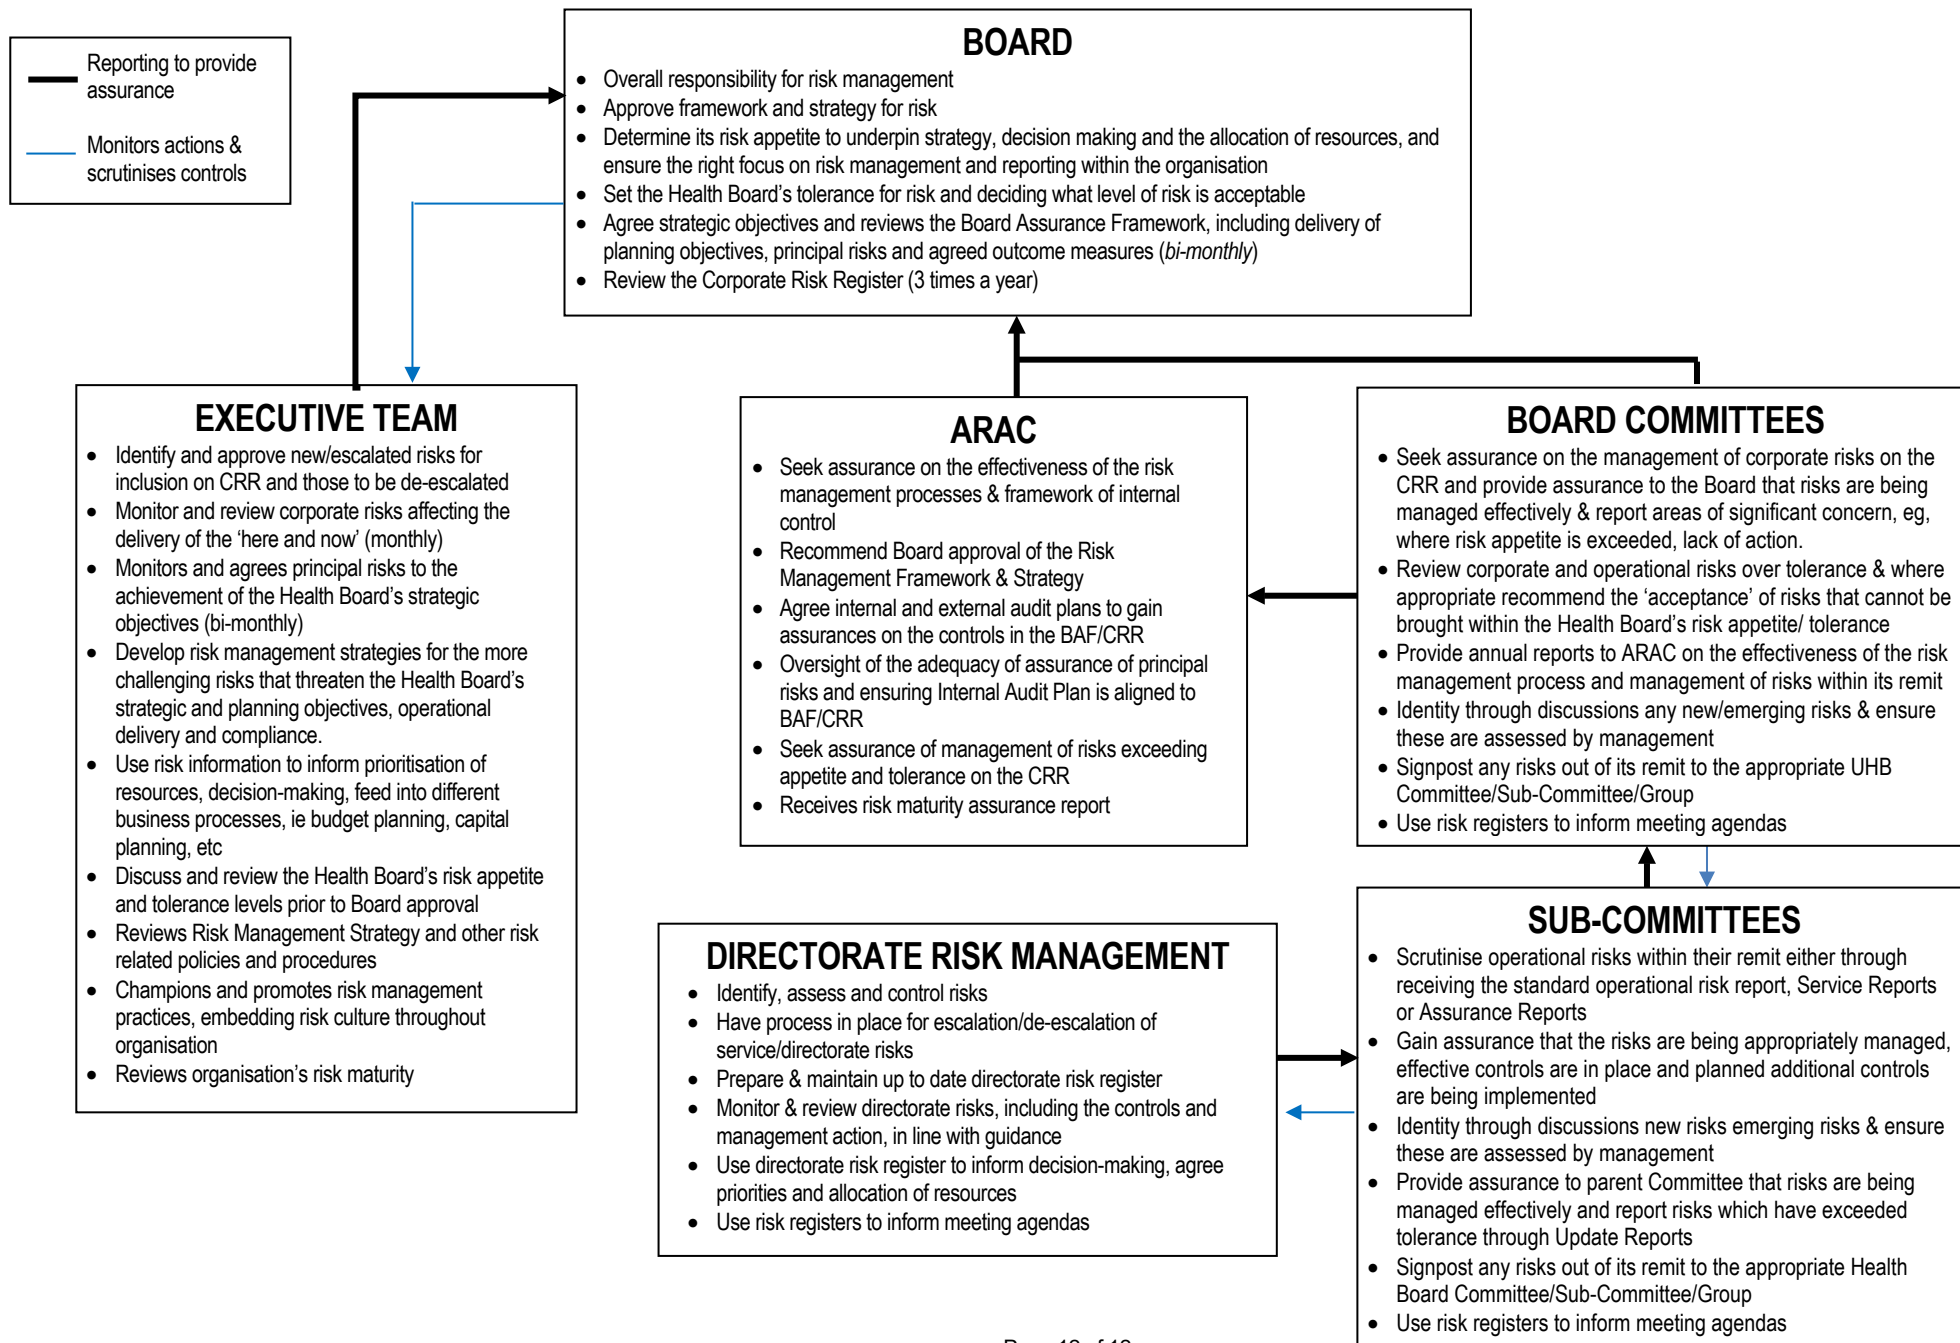 Reporting to provide
assurance
Monitors actions &
scrutinises controls
BOARD
• Overall responsibility for risk management
• Approve framework and strategy for risk
• Determine its risk appetite to underpin strategy, decision making and the allocation of resources, and
ensure the right focus on risk management and reporting within the organisation
• Set the Health Board's tolerance for risk and deciding what level of risk is acceptable
• Agree strategic objectives and reviews the Board Assurance Framework, including delivery of
planning objectives, principal risks and agreed outcome measures (bi-monthly)
• Review the Corporate Risk Register (3 times a year)
EXECUTIVE TEAM
• Identify and approve new/escalated risks for
inclusion on CRR and those to be de-escalated
• Monitor and review corporate risks affecting the
delivery of the 'here and now' (monthly)
• Monitors and agrees principal risks to the
achievement of the Health Board's strategic
objectives (bi-monthly)
• Develop risk management strategies for the more
challenging risks that threaten the Health Board's
strategic and planning objectives, operational
delivery and compliance.
• Use risk information to inform prioritisation of
resources, decision-making, feed into different
business processes, ie budget planning, capital
planning, etc
• Discuss and review the Health Board's risk appetite
and tolerance levels prior to Board approval
• Reviews Risk Management Strategy and other risk
related policies and procedures
• Champions and promotes risk management
practices, embedding risk culture throughout
organisation
• Reviews organisation's risk maturity
ARAC
• Seek assurance on the effectiveness of the risk
management processes & framework of internal
control
• Recommend Board approval of the Risk
Management Framework & Strategy
• Agree internal and external audit plans to gain
assurances on the controls in the BAF/CRR
• Oversight of the adequacy of assurance of principal
risks and ensuring Internal Audit Plan is aligned to
BAF/CRR
• Seek assurance of management of risks exceeding
appetite and tolerance on the CRR
• Receives risk maturity assurance report
BOARD COMMITTEES
• Seek assurance on the management of corporate risks on the
CRR and provide assurance to the Board that risks are being
managed effectively & report areas of significant concern, eg,
where risk appetite is exceeded, lack of action.
• Review corporate and operational risks over tolerance & where
appropriate recommend the 'acceptance' of risks that cannot be
brought within the Health Board's risk appetite/ tolerance
• Provide annual reports to ARAC on the effectiveness of the risk
management process and management of risks within its remit
• Identity through discussions any new/emerging risks & ensure
these are assessed by management
• Signpost any risks out of its remit to the appropriate UHB
Committee/Sub-Committee/Group
• Use risk registers to inform meeting agendas
DIRECTORATE RISK MANAGEMENT
• Identify, assess and control risks
• Have process in place for escalation/de-escalation of
service/directorate risks
• Prepare & maintain up to date directorate risk register
• Monitor & review directorate risks, including the controls and
management action, in line with guidance
• Use directorate risk register to inform decision-making, agree
priorities and allocation of resources
• Use risk registers to inform meeting agendas
SUB-COMMITTEES
• Scrutinise operational risks within their remit either through
receiving the standard operational risk report, Service Reports
or Assurance Reports
• Gain assurance that the risks are being appropriately managed,
effective controls are in place and planned additional controls
are being implemented
• Identity through discussions new risks emerging risks & ensure
these are assessed by management
• Provide assurance to parent Committee that risks are being
managed effectively and report risks which have exceeded
tolerance through Update Reports
• Signpost any risks out of its remit to the appropriate Health
Board Committee/Sub-Committee/Group
• Use risk registers to inform meeting agendas